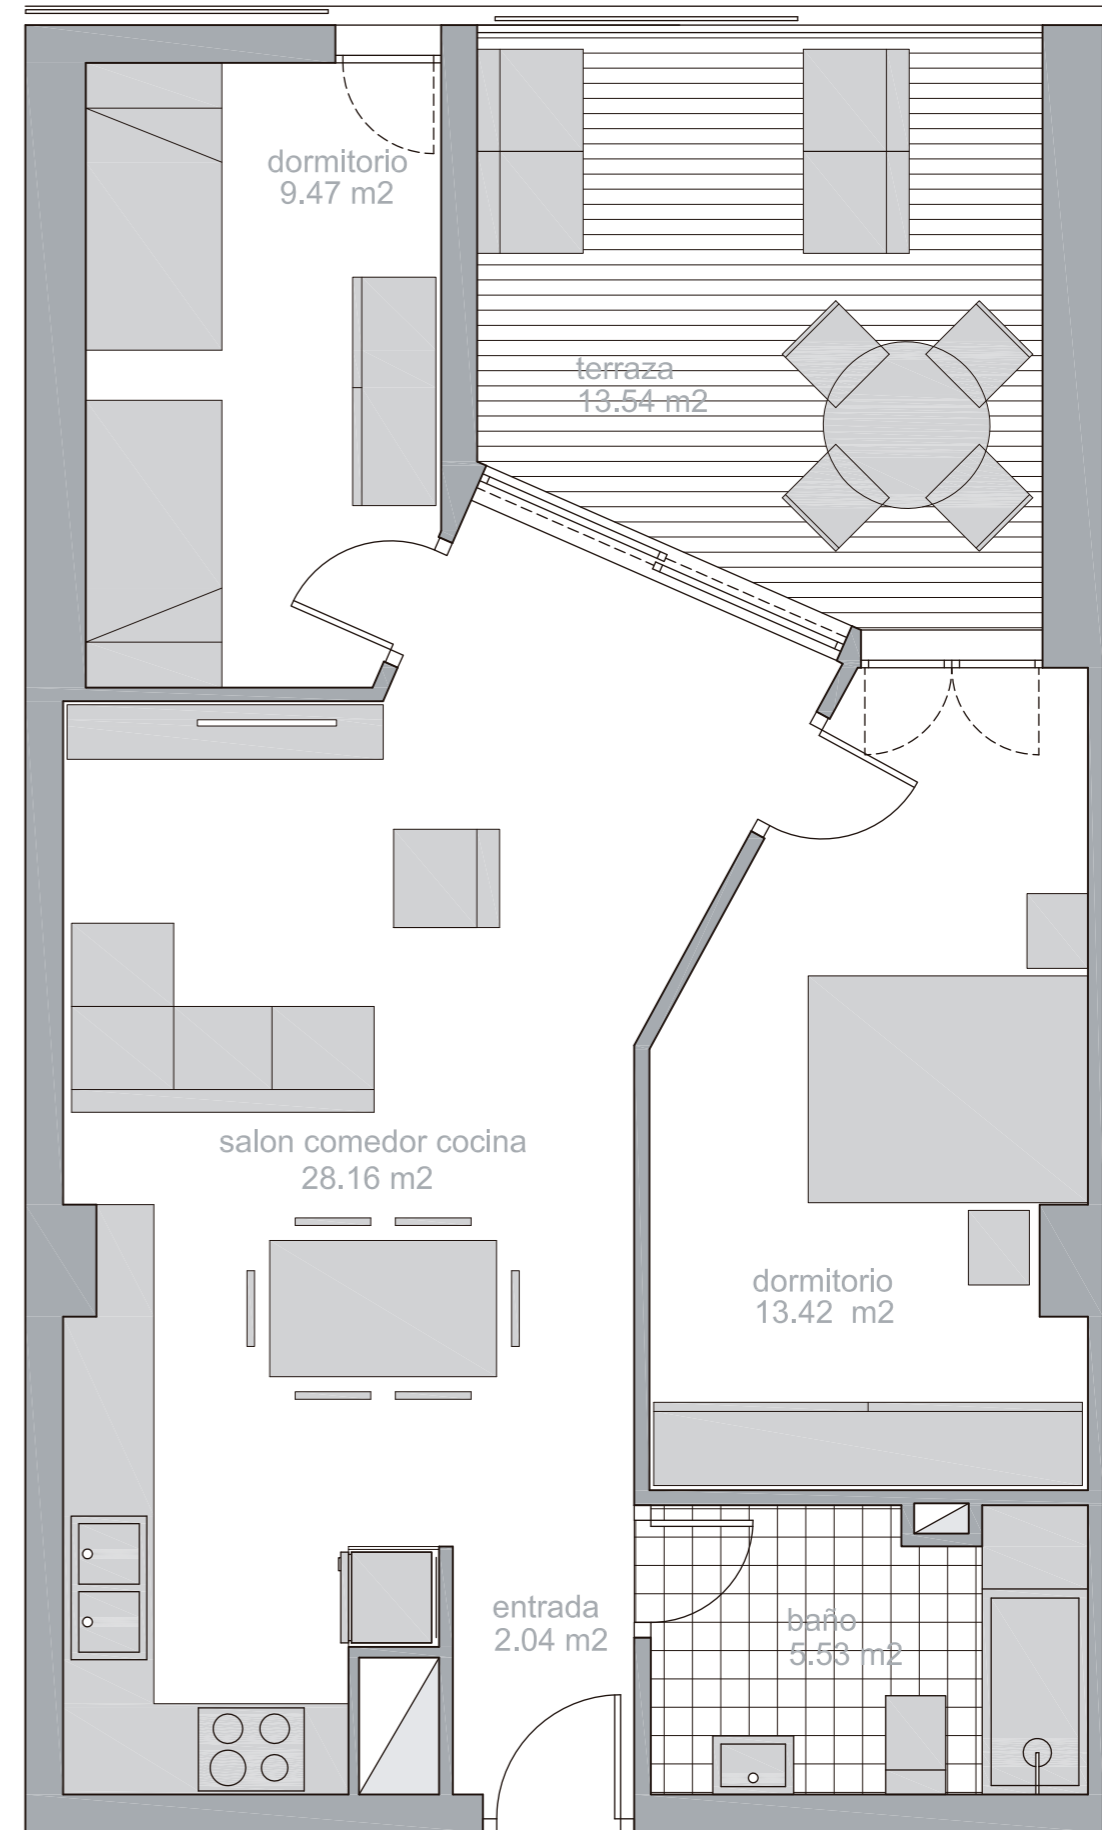 dormitorio
9.47 m2
terraza
13.54 m2
salon comedor cocina
28.16 m2
dormitorio
13.42 m2
entrada
2.04 m2
baño
5.53 m2